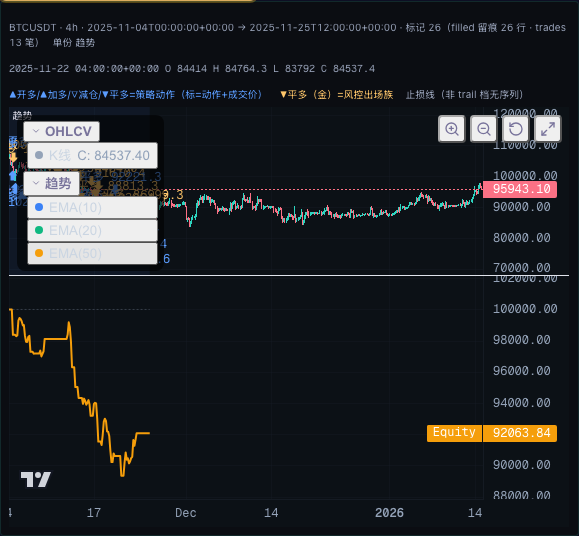 BTCUSDT · 4h · 2025-11-04T00:00:00+00:00 → 2025-11-25T12:00:00+00:00 · 标记 26（filled 留痕 26 行 · trades
13 笔） 单份 趋势
2025-11-22 04:00:00+00:00 O 84414 H 84764.3 L 83792 C 84537.4
▲开多/▲加多/▽减仓/▼平多=策略动作（标=动作+成交价） ▼平多（金）=风控出场族 止损线（非 trail 档无序列）
趋势
OHLCV
K线 C: 84537.40
趋势
EMA(10)
EMA(20)
EMA(50)
120000.00
110000.00
95943.10
90000.00
80000.00
70000.00
102000.00
100000.00
98000.00
96000.00
94000.00
Equity 92063.84
90000.00
88000.00
17 Dec 14 2026 14